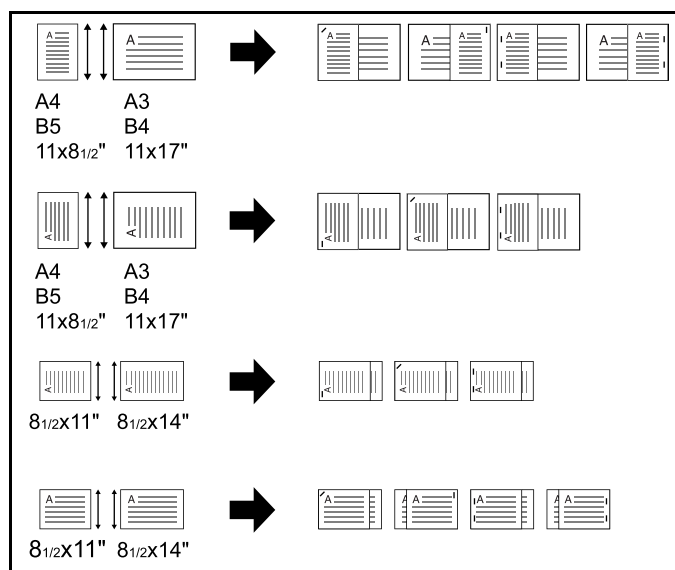 A A A A A A A A A A
A4 A3
B5 B4
11x81/2" 11x17"
A A A A A
A4 A3
B5 B4
11x81/2" 11x17"
A A A A A
81/2x11" 81/2x14"
A A A A A A A A
81/2x11" 81/2x14"